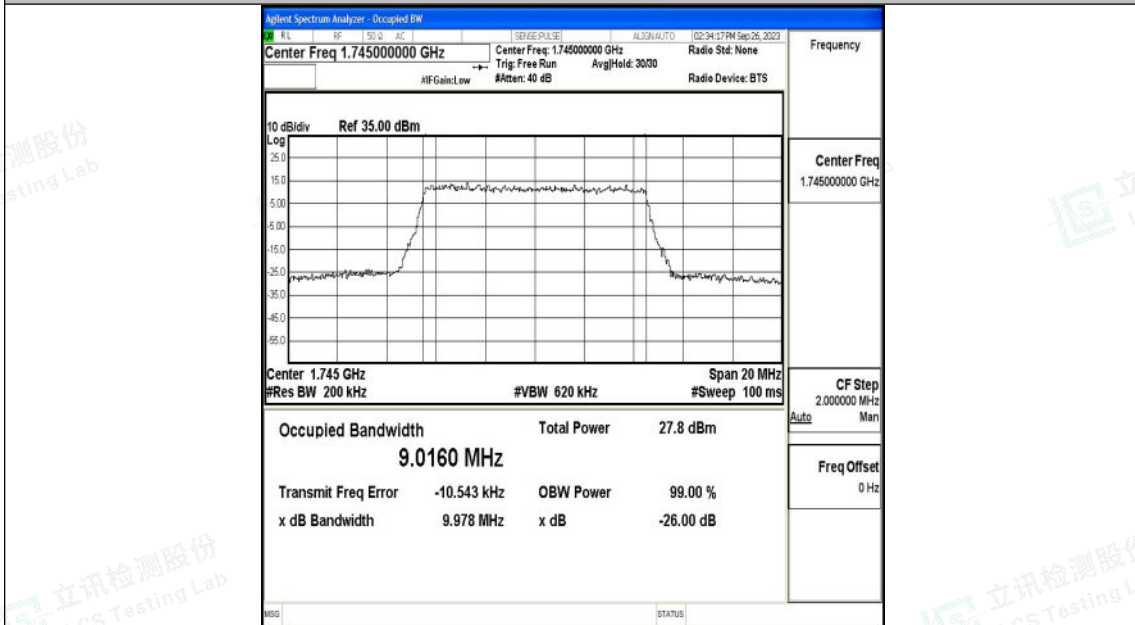 Agilent Spectrum Analyzer - Occupied BW
RL RF 50 Ω AC SENSE:PULSE ALIGNAUTO 02:34:17 PM Sep 26, 2023
Center Freq 1.745000000 GHz
Center Freq: 1.745000000 GHz
Radio Std: None
Trig: Free Run Avg|Hold: 30/30
#IFGain:Low #Atten: 40 dB Radio Device: BTS
Frequency
10 dB/div Ref 35.00 dBm
Log
25.0
15.0
5.00
-5.00
-15.0
-25.0
-35.0
-45.0
-55.0
Center 1.745 GHz Span 20 MHz
#Res BW 200 kHz #VBW 620 kHz #Sweep 100 ms
Center Freq
1.745000000 GHz
CF Step
2.000000 MHz
Auto Man
Freq Offset
0 Hz
Occupied Bandwidth Total Power 27.8 dBm
9.0160 MHz
Transmit Freq Error -10.543 kHz OBW Power 99.00 %
x dB Bandwidth 9.978 MHz x dB -26.00 dB
MSG STATUS
测股份
sting Lab
立讯检测股份
CS Testing Lab
立讯检测股份
CS Testing L